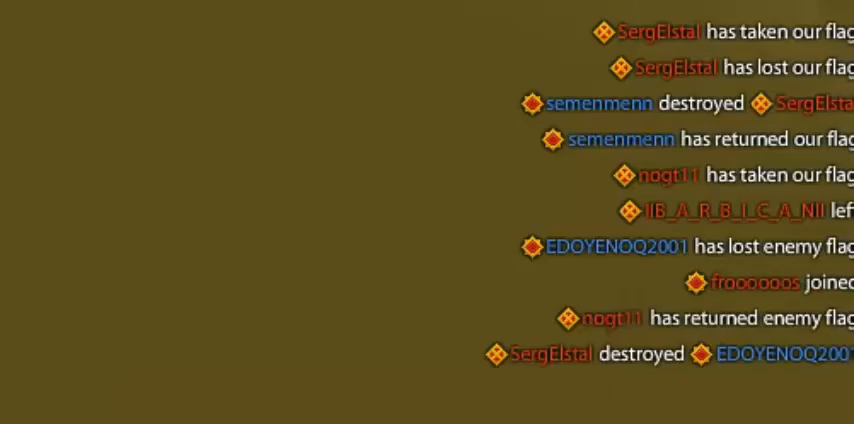 SergElstal has taken our flag
SergElstal has lost our flag
semenmenn destroyed SergElsta
semenmenn has returned our flag
nogt11 has taken our flag
IIB_A_R_B_I_C_A_NII lef
EDOYENOQ2001 has lost enemy flag
froooooos joined
nogt11 has returned enemy flag
SergElstal destroyed EDOYENOQ2001